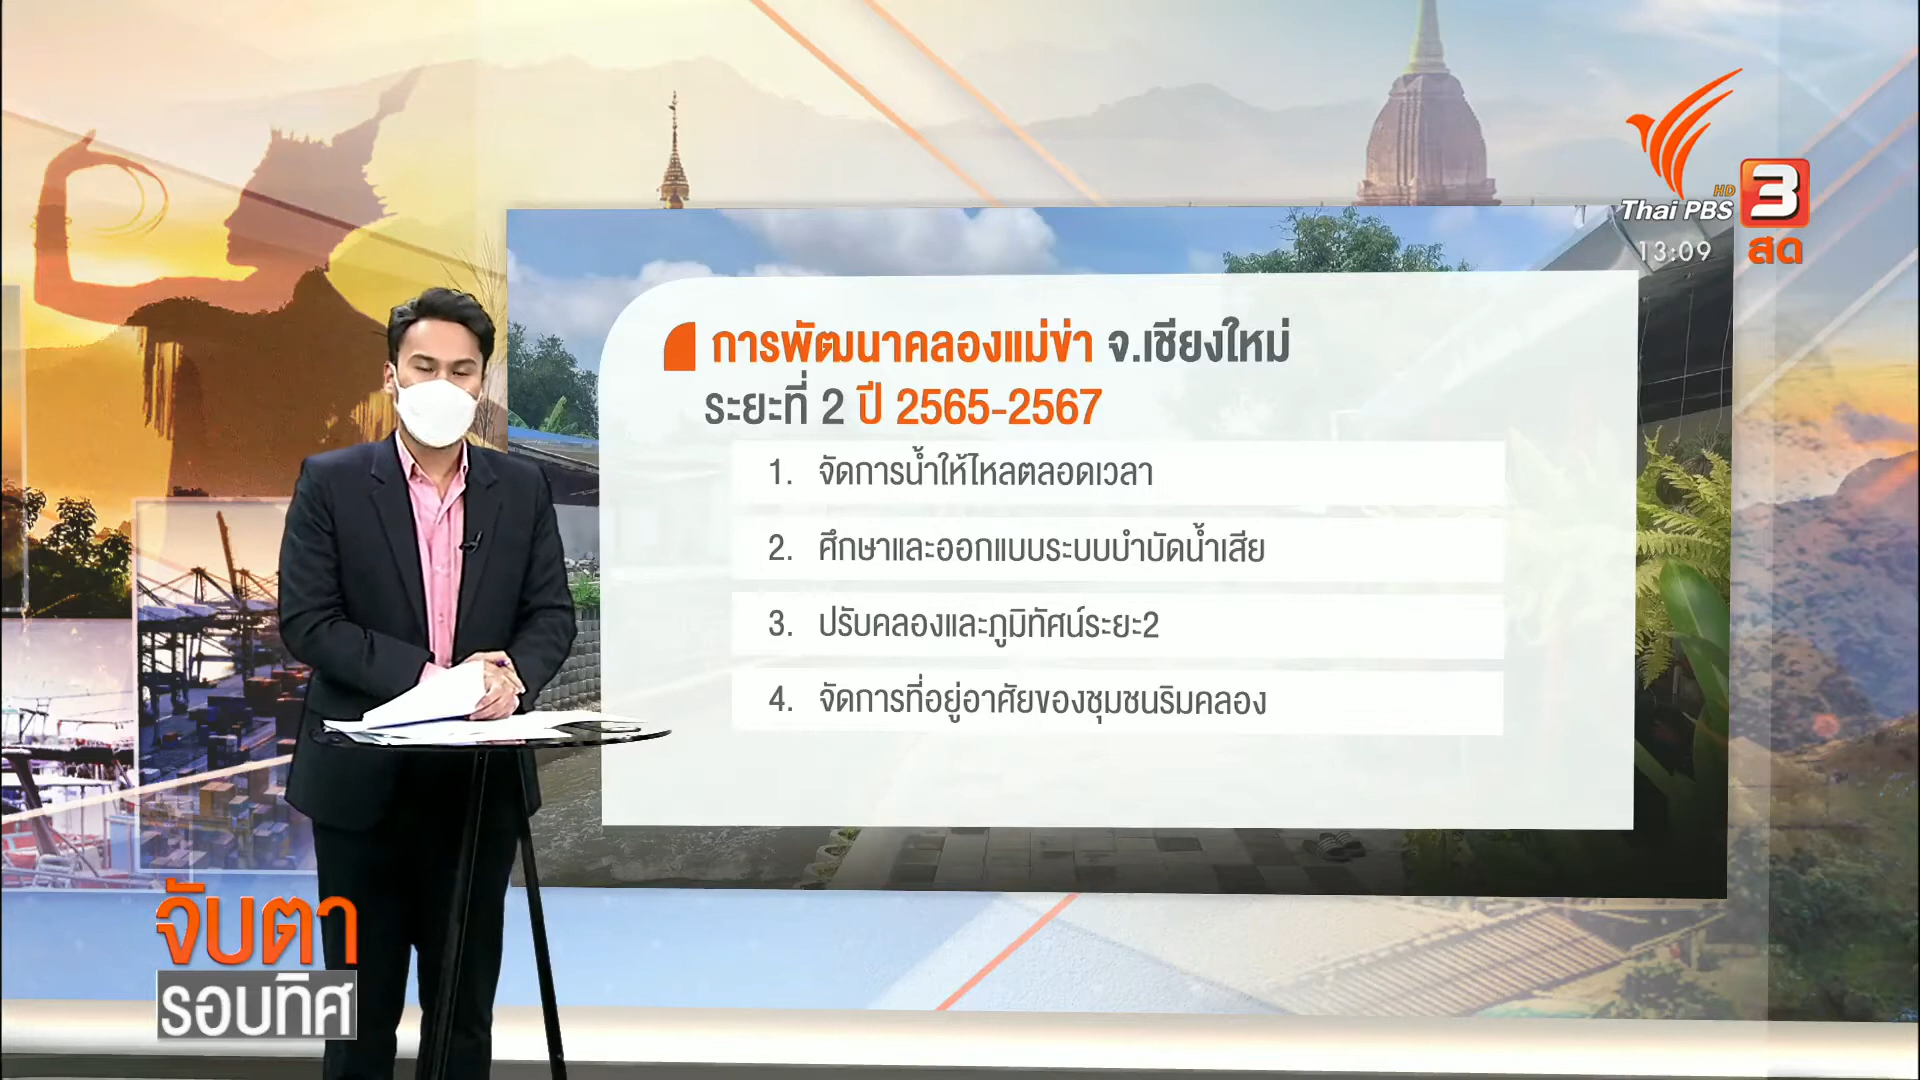 HD
Thai PBS 3
13:09 สด
การพัฒนาคลองแม่ข่า จ.เชียงใหม่
ระยะที่ 2 ปี 2565-2567
1. จัดการน้ำให้ไหลตลอดเวลา
2. ศึกษาและออกแบบระบบบำบัดน้ำเสีย
3. ปรับคลองและภูมิทัศน์ระยะ2
4. จัดการที่อยู่อาศัยของชุมชนริมคลอง
จับตา
รอบทิศ